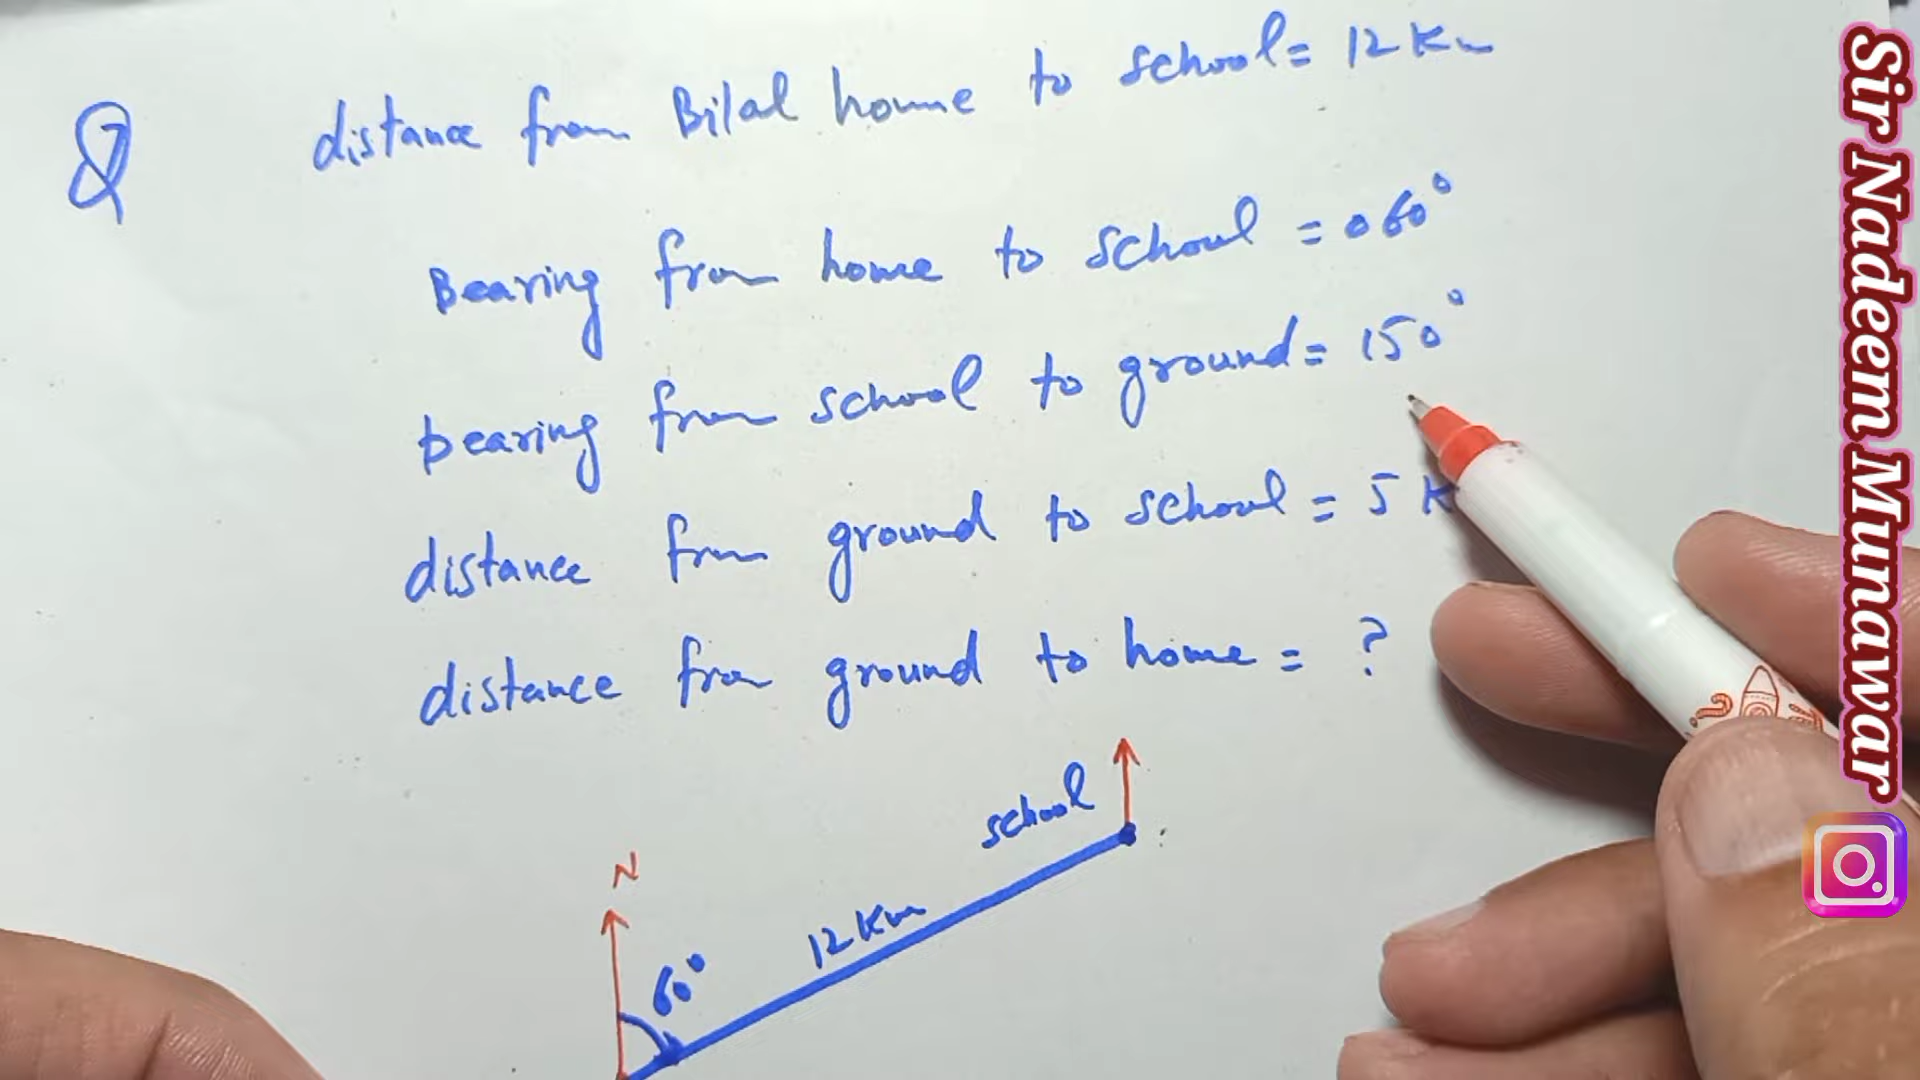 Q distance from Bilal home to school = 12 Km
Bearing from home to school = 060°
bearing from school to ground = 150°
distance from ground to school = 5 K
distance from ground to home = ?
school
N
12 Km
60°
Sir Nadeem Munawar